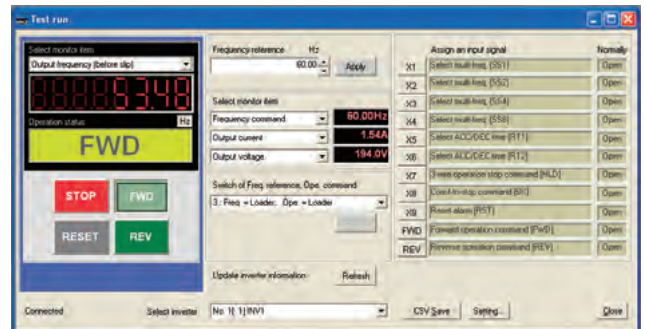 Test run
Select monitor item
Output frequency (before slip)
53.48
Operation status
Hz
FWD
STOP
FWD
RESET
REV
Frequency reference Hz
60.00
Apply
Select monitor item
Frequency command
60.00Hz
Output current
1.54A
Output voltage
194.0V
Switch of Freq. reference, Ope. command
3 : Freq. = Loader, Ope. = Loader
Update inverter information
Refresh
Assign an input signal
Normally
X1 Select multi-freq. [SS1] Open
X2 Select multi-freq. [SS2] Open
X3 Select multi-freq. [SS4] Open
X4 Select multi-freq. [SS8] Open
X5 Select ACC/DEC time [RT1] Open
X6 Select ACC/DEC time [RT2] Open
X7 3-wire operation stop command [HLD] Open
X8 Coast-to-stop command [BX] Open
X9 Reset alarm [RST] Open
FWD Forward operation command [FWD] Open
REV Reverse operation command [REV] Open
Connected
Select inverter
No. 1[ 1] INV1
CSV Save
Setting...
Close